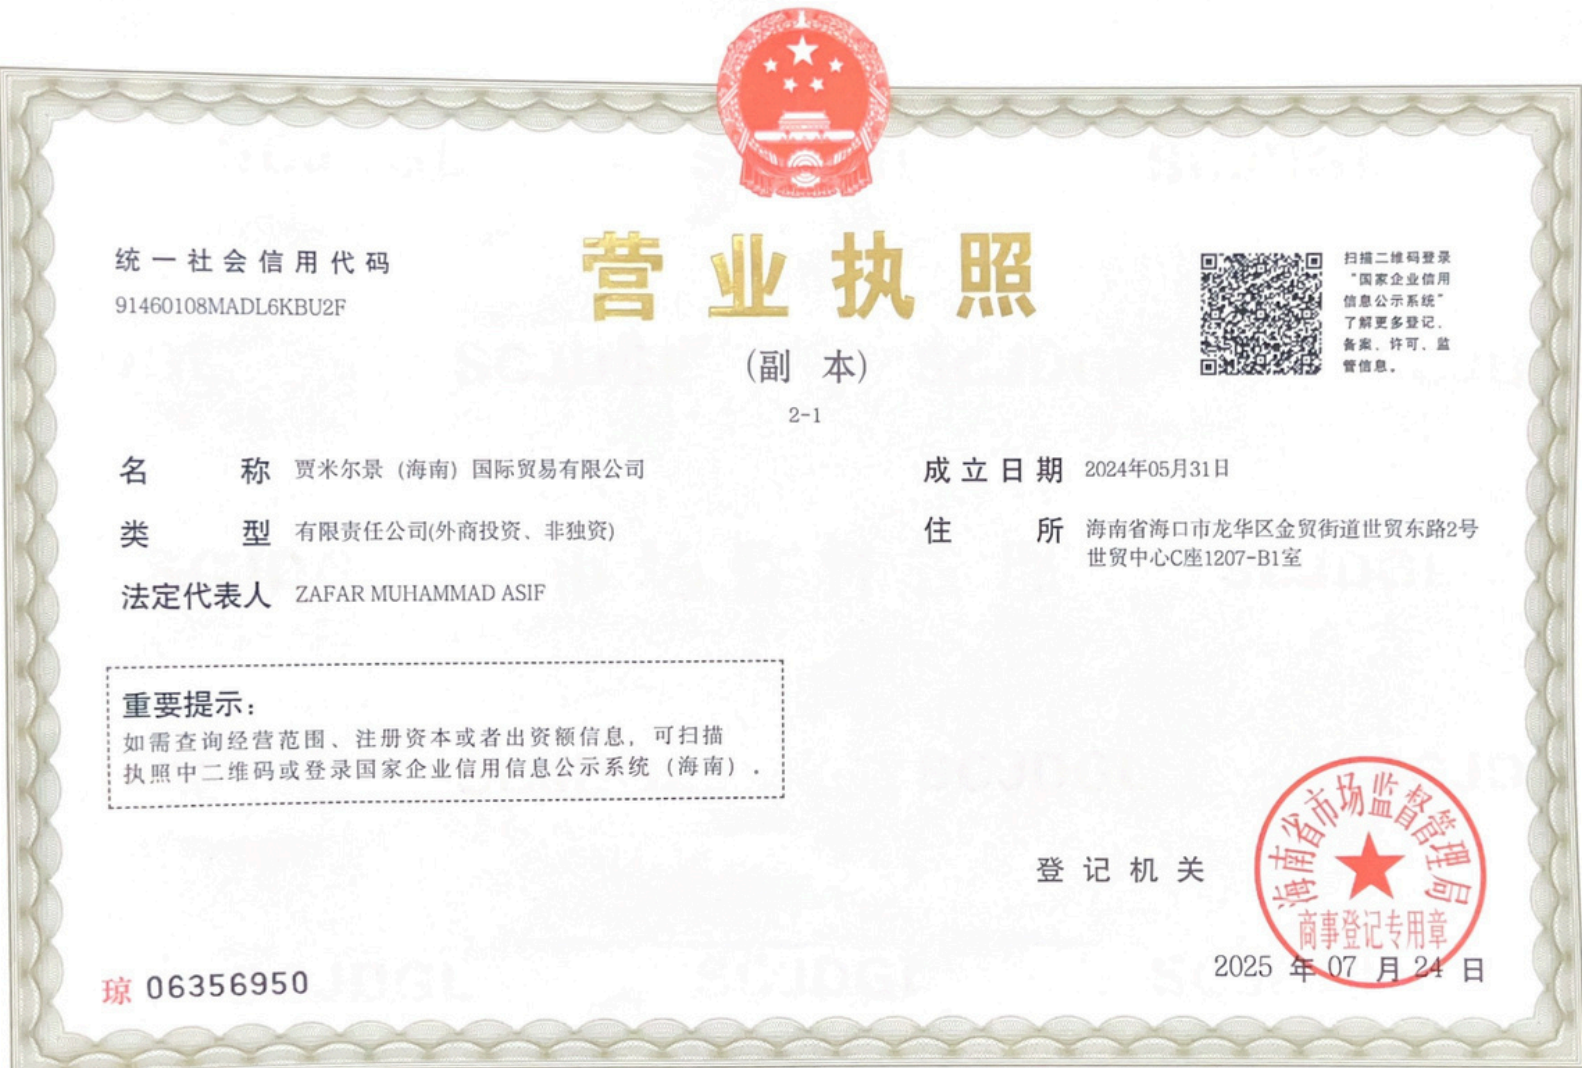 统一社会信用代码
91460108MADL6KBU2F
营业执照
(副 本)
2-1
扫描二维码登录
“国家企业信用
信息公示系统”
了解更多登记、
备案、许可、监
管信息。
名 称 贾米尔景（海南）国际贸易有限公司
类 型 有限责任公司(外商投资、非独资)
法定代表人 ZAFAR MUHAMMAD ASIF
成立日期 2024年05月31日
住 所 海南省海口市龙华区金贸街道世贸东路2号
世贸中心C座1207-B1室
重要提示：
如需查询经营范围、注册资本或者出资额信息，可扫描
执照中二维码或登录国家企业信用信息公示系统（海南）.
登记机关
海南省市场监督管理局
商事登记专用章
2025 年 07 月 24 日
琼 06356950
SCJDGL